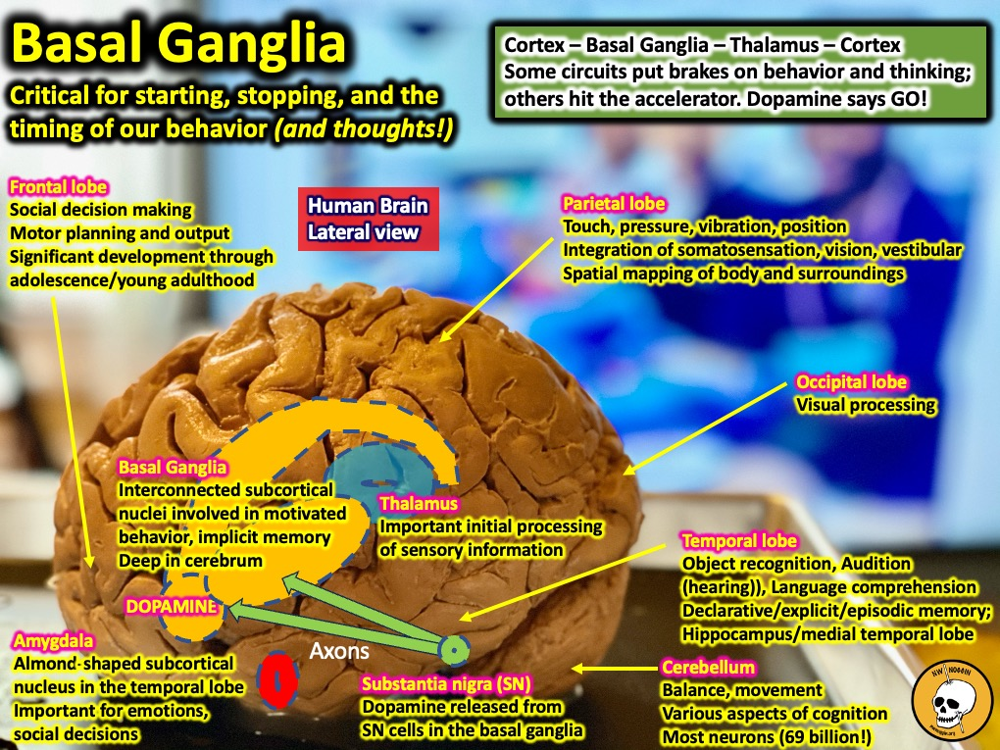 Basal Ganglia
Critical for starting, stopping, and the
timing of our behavior (and thoughts!)
Cortex – Basal Ganglia – Thalamus – Cortex
Some circuits put brakes on behavior and thinking;
others hit the accelerator. Dopamine says GO!
Frontal lobe
Social decision making
Motor planning and output
Significant development through
adolescence/young adulthood
Human Brain
Lateral view
Parietal lobe
Touch, pressure, vibration, position
Integration of somatosensation, vision, vestibular
Spatial mapping of body and surroundings
Occipital lobe
Visual processing
Basal Ganglia
Interconnected subcortical
nuclei involved in motivated
behavior, implicit memory
Deep in cerebrum
Thalamus
Important initial processing
of sensory information
Temporal lobe
Object recognition, Audition
(hearing)), Language comprehension
Declarative/explicit/episodic memory;
Hippocampus/medial temporal lobe
DOPAMINE
Amygdala
Almond-shaped subcortical
nucleus in the temporal lobe
Important for emotions,
social decisions
Axons
Substantia nigra (SN)
Dopamine released from
SN cells in the basal ganglia
Cerebellum
Balance, movement
Various aspects of cognition
Most neurons (69 billion!)
NW NOGGIN